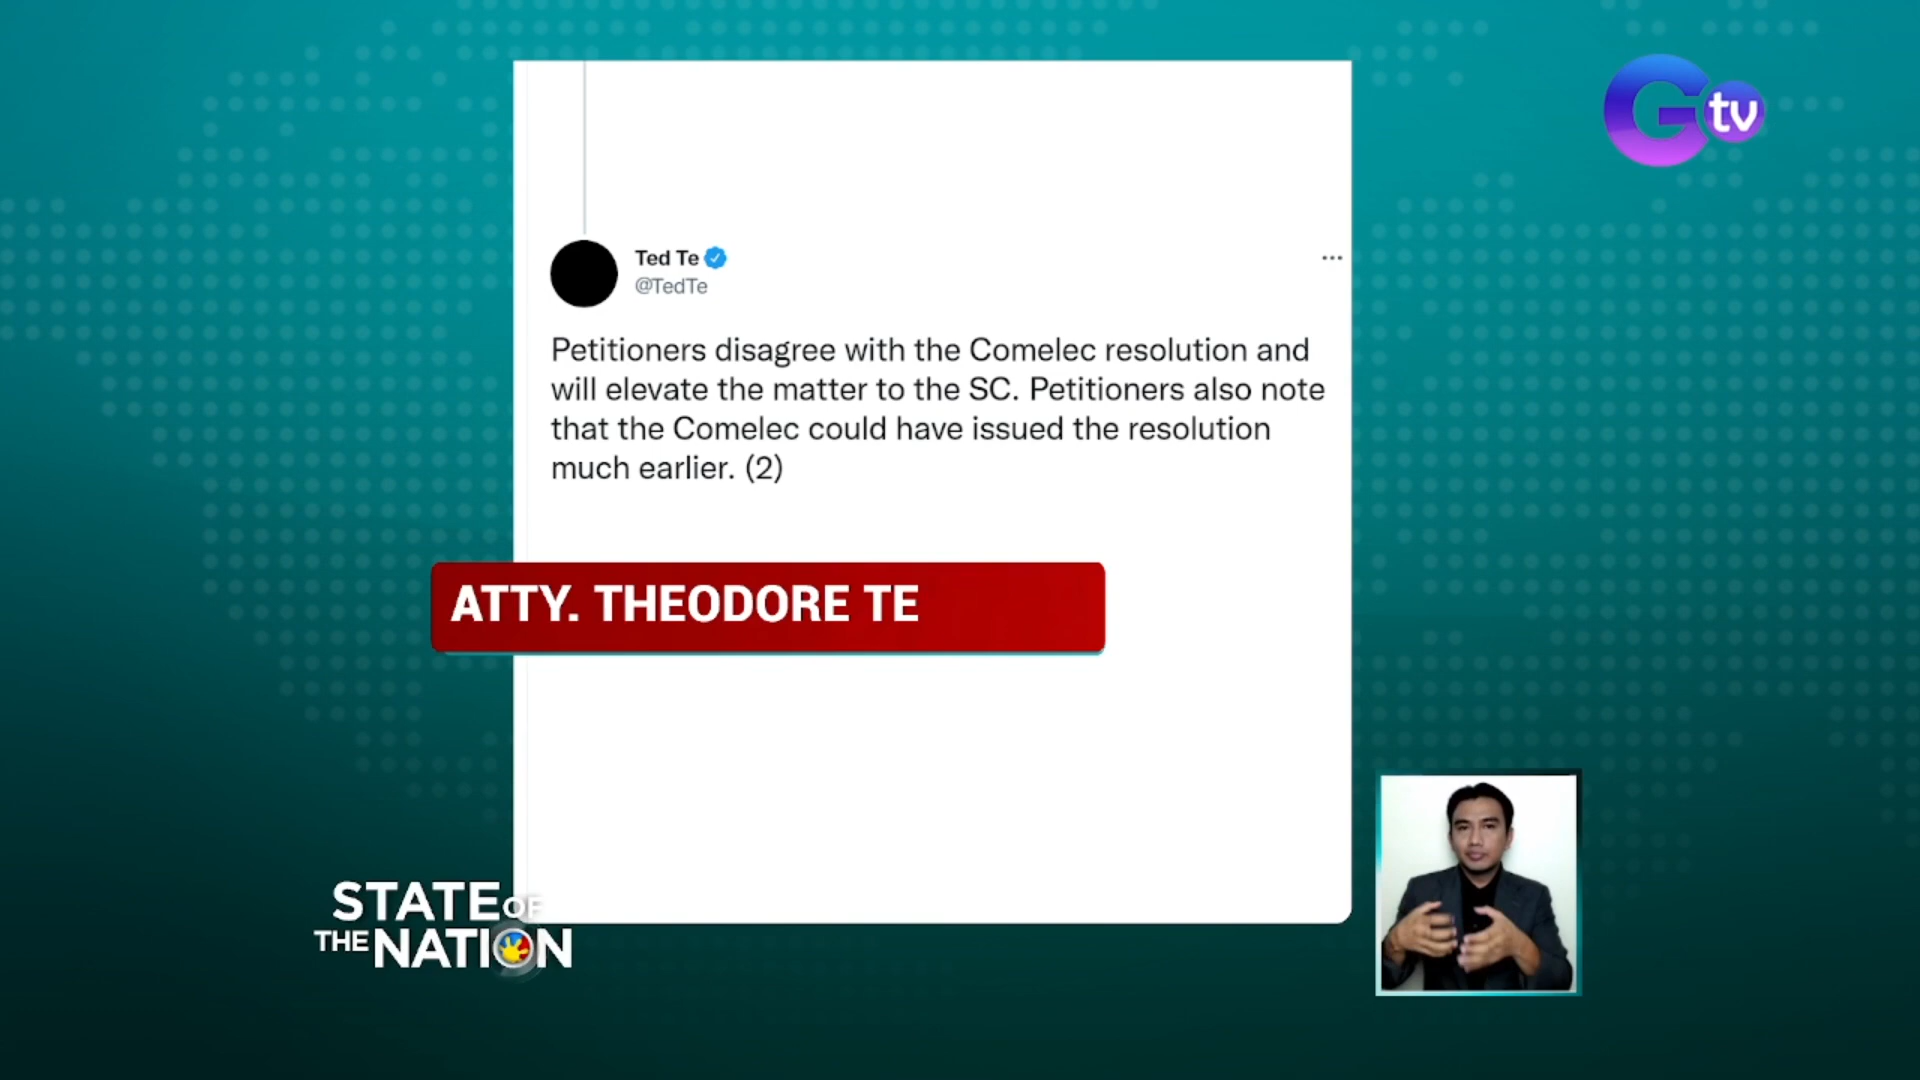 G tv
Ted Te
@TedTe
Petitioners disagree with the Comelec resolution and
will elevate the matter to the SC. Petitioners also note
that the Comelec could have issued the resolution
much earlier. (2)
ATTY. THEODORE TE
STATE OF
THE NATION